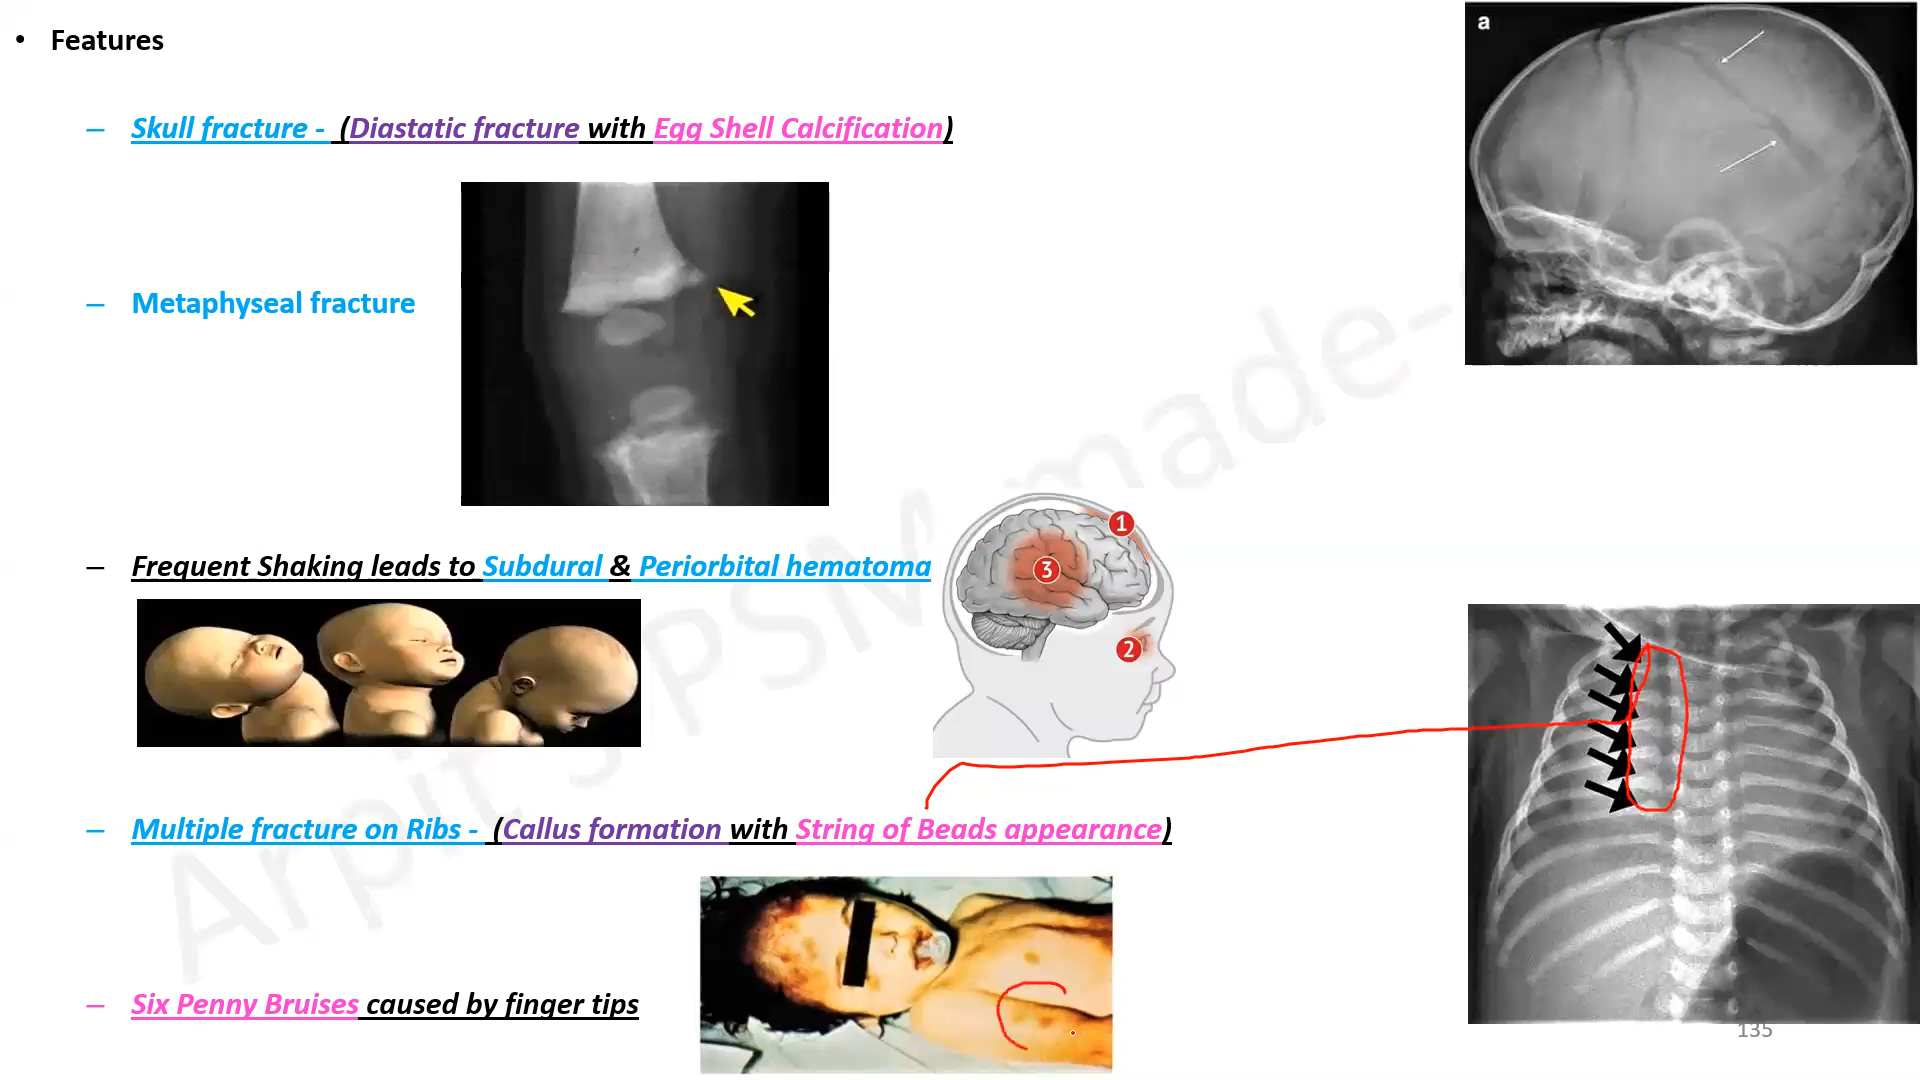 • Features
a
– Skull fracture - (Diastatic fracture with Egg Shell Calcification)
– Metaphyseal fracture
1
3
– Frequent Shaking leads to Subdural & Periorbital hematoma
2
– Multiple fracture on Ribs - (Callus formation with String of Beads appearance)
– Six Penny Bruises caused by finger tips
135